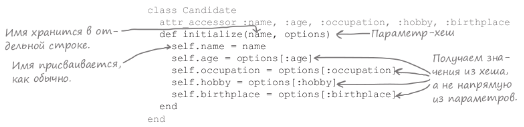 class Candidate
attr_accessor :name, :age, :occupation, :hobby, :birthplace
Имя хранится в от-
дельной строке.
def initialize(name, options)
Параметр-хеш
Имя присваивается,
как обычно.
self.name = name
self.age = options[:age]
self.occupation = options[:occupation]
self.hobby = options[:hobby]
self.birthplace = options[:birthplace]
end
end
Получаем зна-
чения из хеша,
а не напрямую
из параметров.